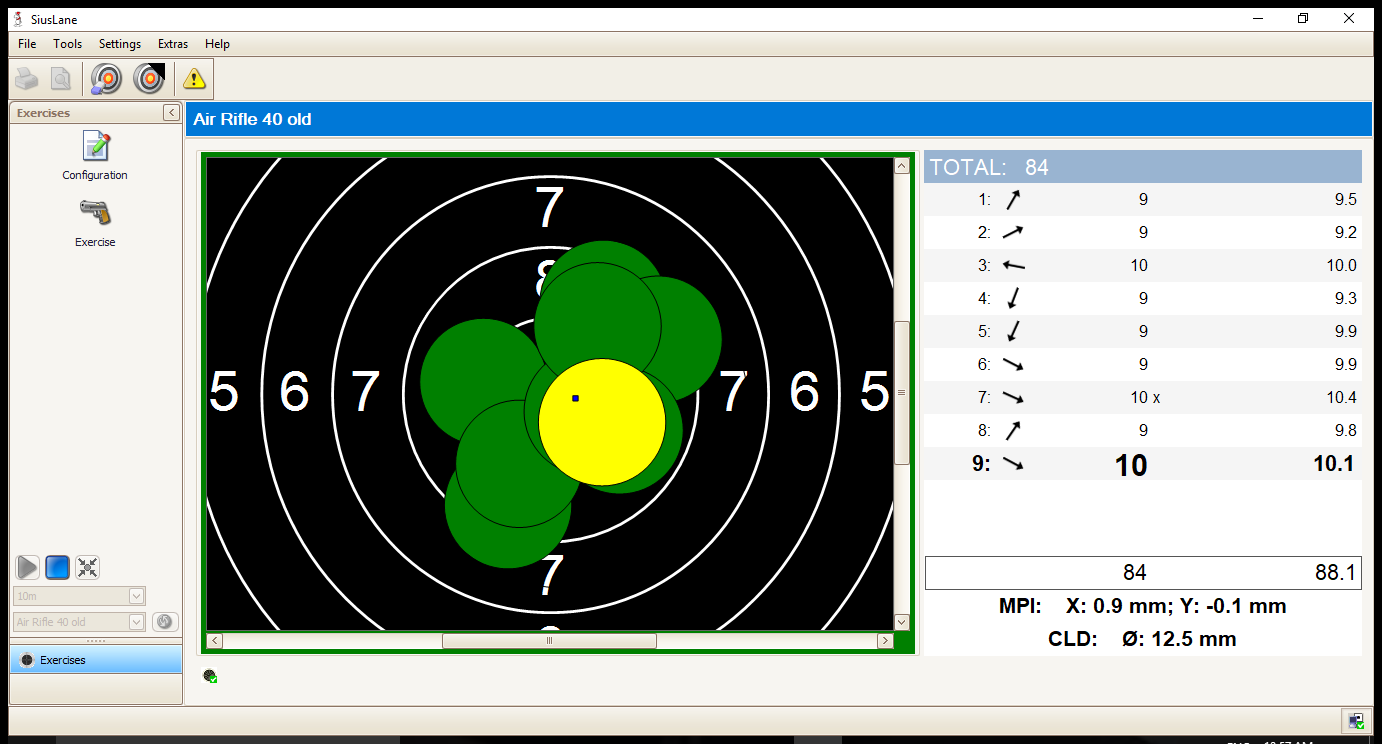 SiusLane
File Tools Settings Extras Help
Exercises
Configuration
Exercise
10m
Air Rifle 40 old
Exercises
Air Rifle 40 old
7
8
5 6 7 7 6 5
7
TOTAL: 84
1: 9 9.5
2: 9 9.2
3: 10 10.0
4: 9 9.3
5: 9 9.9
6: 9 9.9
7: 10 x 10.4
8: 9 9.8
9: 10 10.1
84 88.1
MPI: X: 0.9 mm; Y: -0.1 mm
CLD: Ø: 12.5 mm